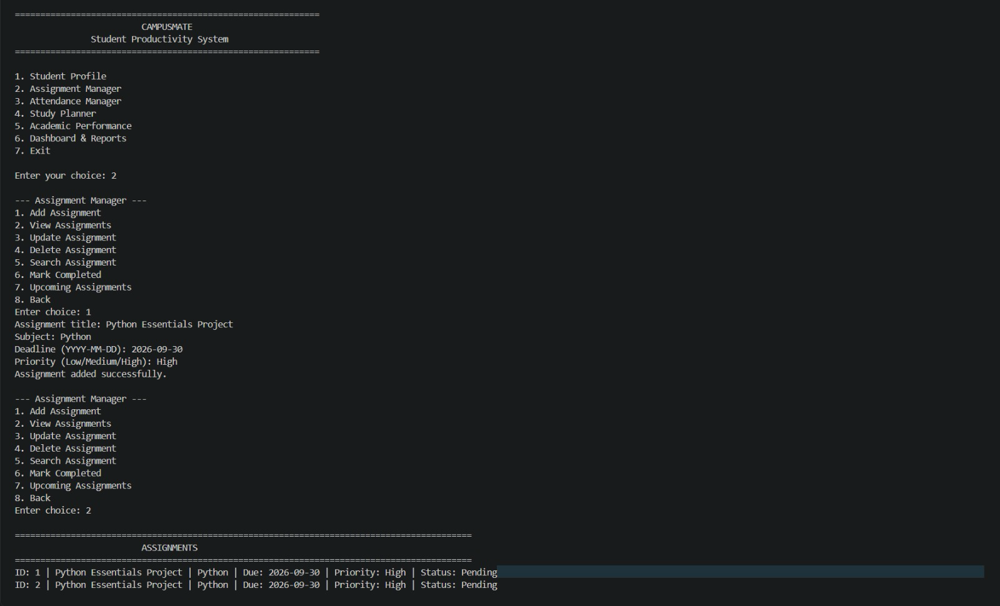 ============================================================
CAMPUSMATE
Student Productivity System
============================================================
1. Student Profile
2. Assignment Manager
3. Attendance Manager
4. Study Planner
5. Academic Performance
6. Dashboard & Reports
7. Exit
Enter your choice: 2
--- Assignment Manager ---
1. Add Assignment
2. View Assignments
3. Update Assignment
4. Delete Assignment
5. Search Assignment
6. Mark Completed
7. Upcoming Assignments
8. Back
Enter choice: 1
Assignment title: Python Essentials Project
Subject: Python
Deadline (YYYY-MM-DD): 2026-09-30
Priority (Low/Medium/High): High
Assignment added successfully.
--- Assignment Manager ---
1. Add Assignment
2. View Assignments
3. Update Assignment
4. Delete Assignment
5. Search Assignment
6. Mark Completed
7. Upcoming Assignments
8. Back
Enter choice: 2
==========================================================================================
ASSIGNMENTS
==========================================================================================
ID: 1 | Python Essentials Project | Python | Due: 2026-09-30 | Priority: High | Status: Pending
ID: 2 | Python Essentials Project | Python | Due: 2026-09-30 | Priority: High | Status: Pending